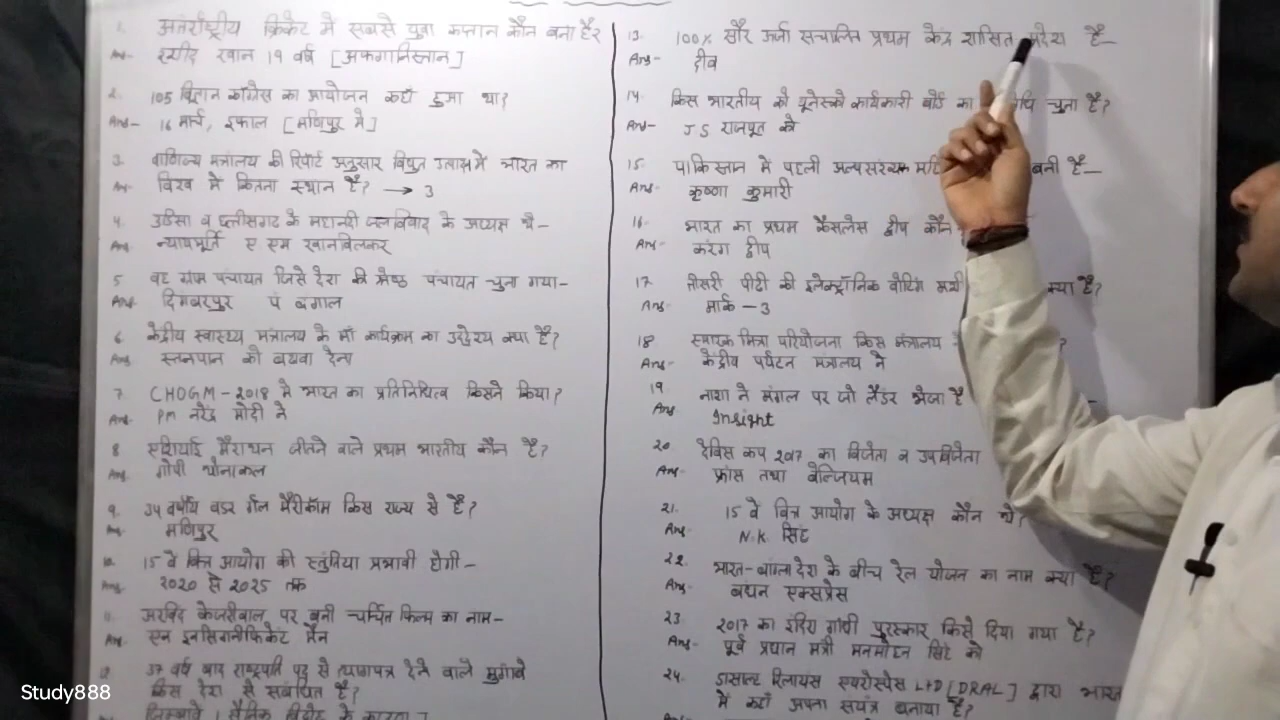 1. अर्न्तराष्ट्रीय क्रिकेट मे सबसे युवा कप्तान कौन बना है?
Ans- रशीद खान 19 वर्ष [अफगानिस्तान]
2. 105 विज्ञान काँग्रेस का आयोजन कहाँ हुआ था?
Ans- 16 मार्च, इंफाल [मणिपुर मे]
3. वाणिज्य मंत्रालय की रिपोर्ट अनुसार विद्युत उत्पादन मे भारत का
Ans- विश्व मे कितना स्थान है? → 3
4. उडीसा व छत्तीसगढ के महानदी जलविवाद के अध्यक्ष थे-
Ans. न्यायमूर्ति ए एम खानविलकर
5 वह ग्राम पंचायत जिसे देश की श्रेष्ठ पंचायत चुना गया-
Ans. दिगंबरपुर पं बंगाल
6 केंद्रीय स्वास्थ्य मंत्रालय के माँ कार्यक्रम का उद्देश्य क्या है?
Ans स्तनपान को बढावा देना
7. CHOGM-2018 मे भारत का प्रतिनिधित्व किसने किया?
Ans PM नरेंद्र मोदी ने
8 एशियाई मैराथन जीतने वाले प्रथम भारतीय कौन है?
Ans. गोपी थोनाकल
9. 34 वर्षीय वंडर गर्ल मैरीकॉम किस राज्य से है?
Ans. मणिपुर
10. 15 वे वित्त आयोग की स्तुतिया प्रभावी होगी-
Ans 2020 से 2025 तक
11. अरविंद केजरीवाल पर बनी चर्चित फिल्म का नाम-
Ans. एन इनसिगनीफिकेंट मैन
12 37 वर्ष बाद राष्ट्रपति पद से त्यागपत्र देने वाले मुगाबे
किस देश से संबंधित है?
13. 100% सौर ऊर्जा संचालित प्रथम केंद्र शासित प्रदेश है-
Ans- दीव
14. किस भारतीय को यूनेस्को कार्यकारी बोर्ड का चुना है?
Ans- J S राजपूत को
15. पाकिस्तान मे पहली अल्पसंख्यक बनी है-
Ans- कृष्णा कुमारी
16. भारत का प्रथम कैसलेस द्वीप कौन
Ans- करंग द्वीप
17. तीसरी पीढी की इलेक्ट्रॉनिक वोटिंग क्या है?
Ans. मार्क - 3
18 स्मारक मित्रा परियोजना किस मंत्रालय ?
Ans- केंद्रीय पर्यटन मंत्रालय ने
19 नाशा ने मंगल पर जो लैंडर भेजा है -
Ans Insight
20. डेविस कप 2017 का विजेता व उपविजेता
Ans- फ्रांस तथा बेल्जियम
21. 15 वे वित्त आयोग के अध्यक्ष कौन थे?
Ans- N.K. सिंह
22. भारत-बांग्लादेश के बीच रेल योजन का नाम क्या है?
Ans- बंधन एक्सप्रेस
23 2017 का इंदिरा गांधी पुरस्कार किसे दिया गया है?
Ans- पूर्व प्रधान मंत्री मनमोहन सिंह को
24. डासाल्ट रिलायंस एयरोस्पेस LTD [DRAL] द्वारा भारत
में कहाँ अपना सयंत्र बनाया है?
Study888